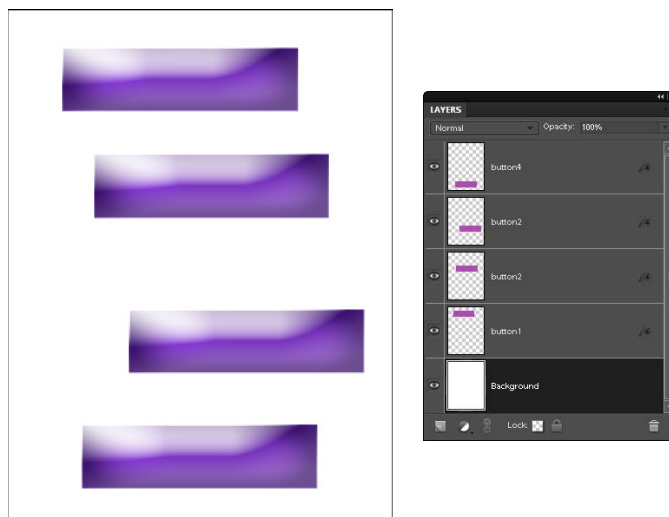 LAYERS
Normal Opacity: 100%
button4
button2
button2
button1
Background
Lock: